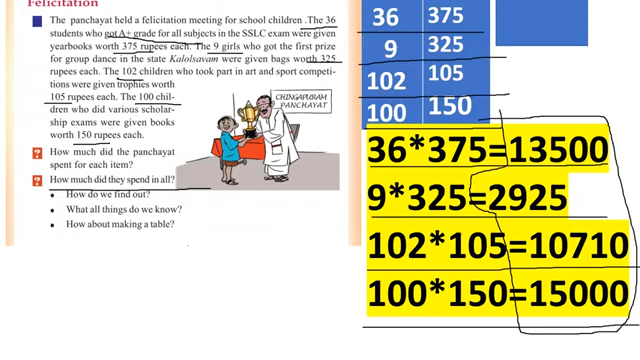 Felicitation
The panchayat held a felicitation meeting for school children .The 36
students who got A+ grade for all subjects in the SSLC exam were given
yearbooks worth 375 rupees each. The 9 girls who got the first prize
for group dance in the state Kalolsavam were given bags worth 325
rupees each. The 102 children who took part in art and sport competi-
tions were given trophies worth
105 rupees each. The 100 chil-
dren who did various scholar-
ship exams were given books
worth 150 rupees each.
CHINGAPURAM
PANCHAYAT
? How much did the panchayat
spent for each item?
? How much did they spend in all?
• How do we find out?
• What all things do we know?
• How about making a table?
36 375
9 325
102 105
100 150
36*375=13500
9*325=2925
102*105=10710
100*150=15000